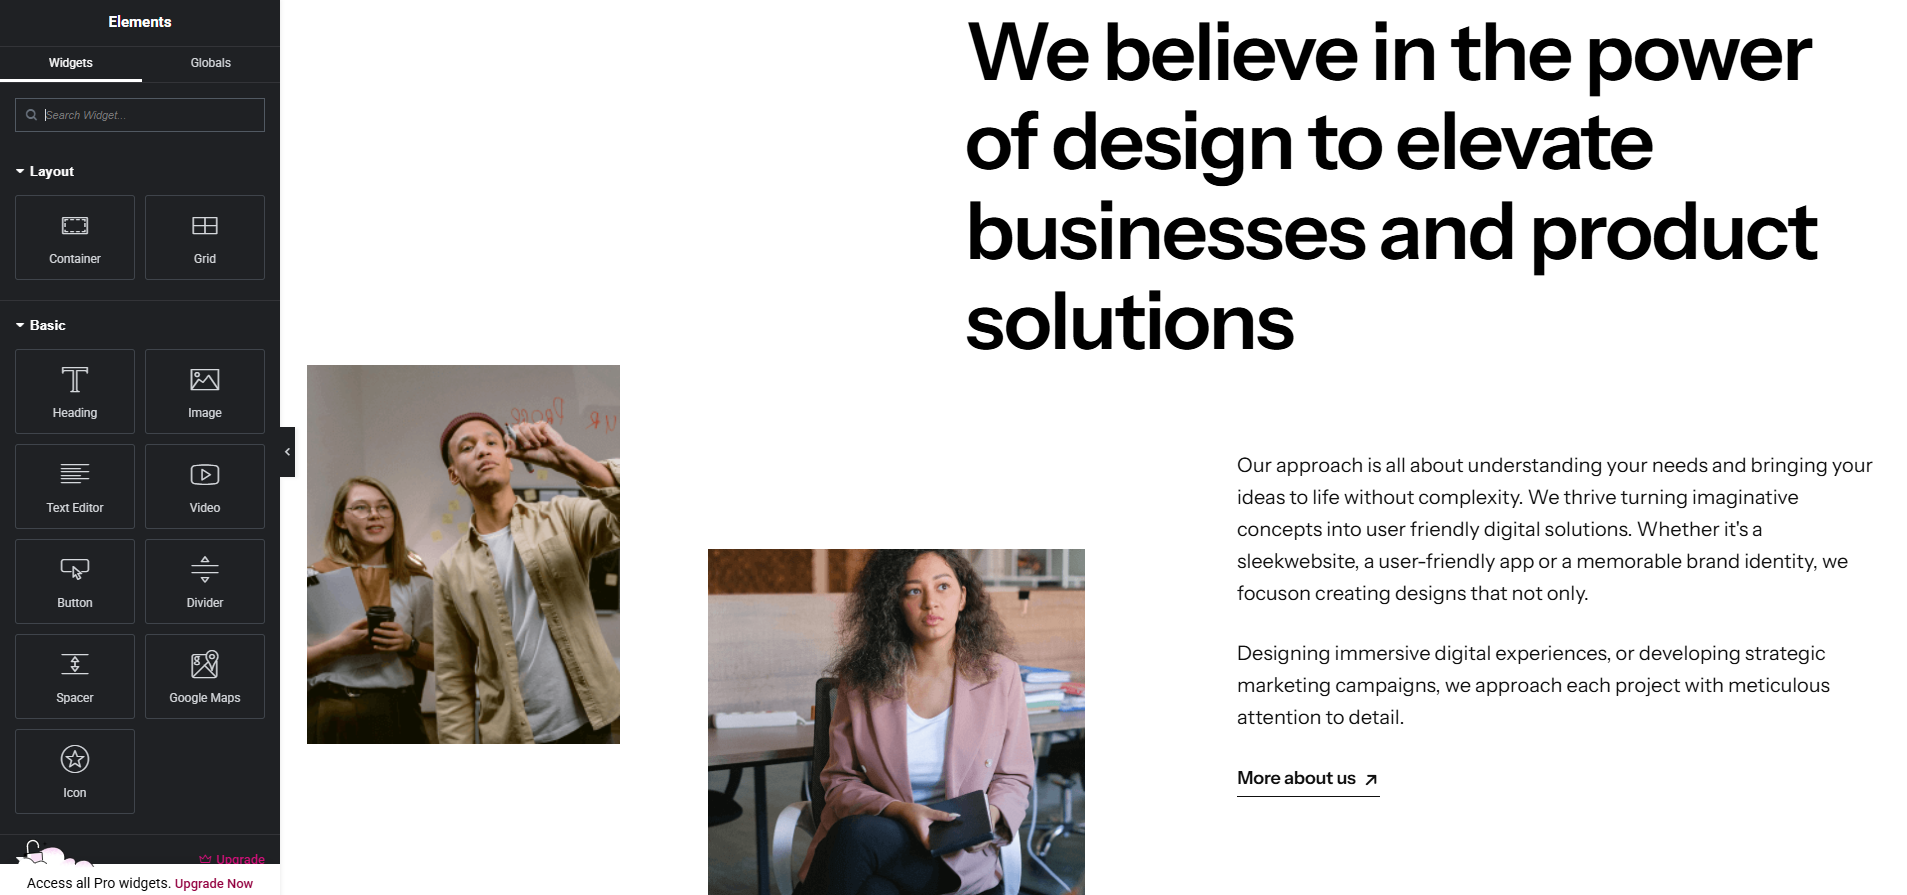 Elements
Widgets
Globals
Search Widget...
Layout
Container
Grid
Basic
Heading
Image
Text Editor
Video
Button
Divider
Spacer
Google Maps
Icon
Upgrade
Access all Pro widgets. Upgrade Now
We believe in the power
of design to elevate
businesses and product
solutions
Our approach is all about understanding your needs and bringing your
ideas to life without complexity. We thrive turning imaginative
concepts into user friendly digital solutions. Whether it's a
sleekwebsite, a user-friendly app or a memorable brand identity, we
focuson creating designs that not only.
Designing immersive digital experiences, or developing strategic
marketing campaigns, we approach each project with meticulous
attention to detail.
More about us